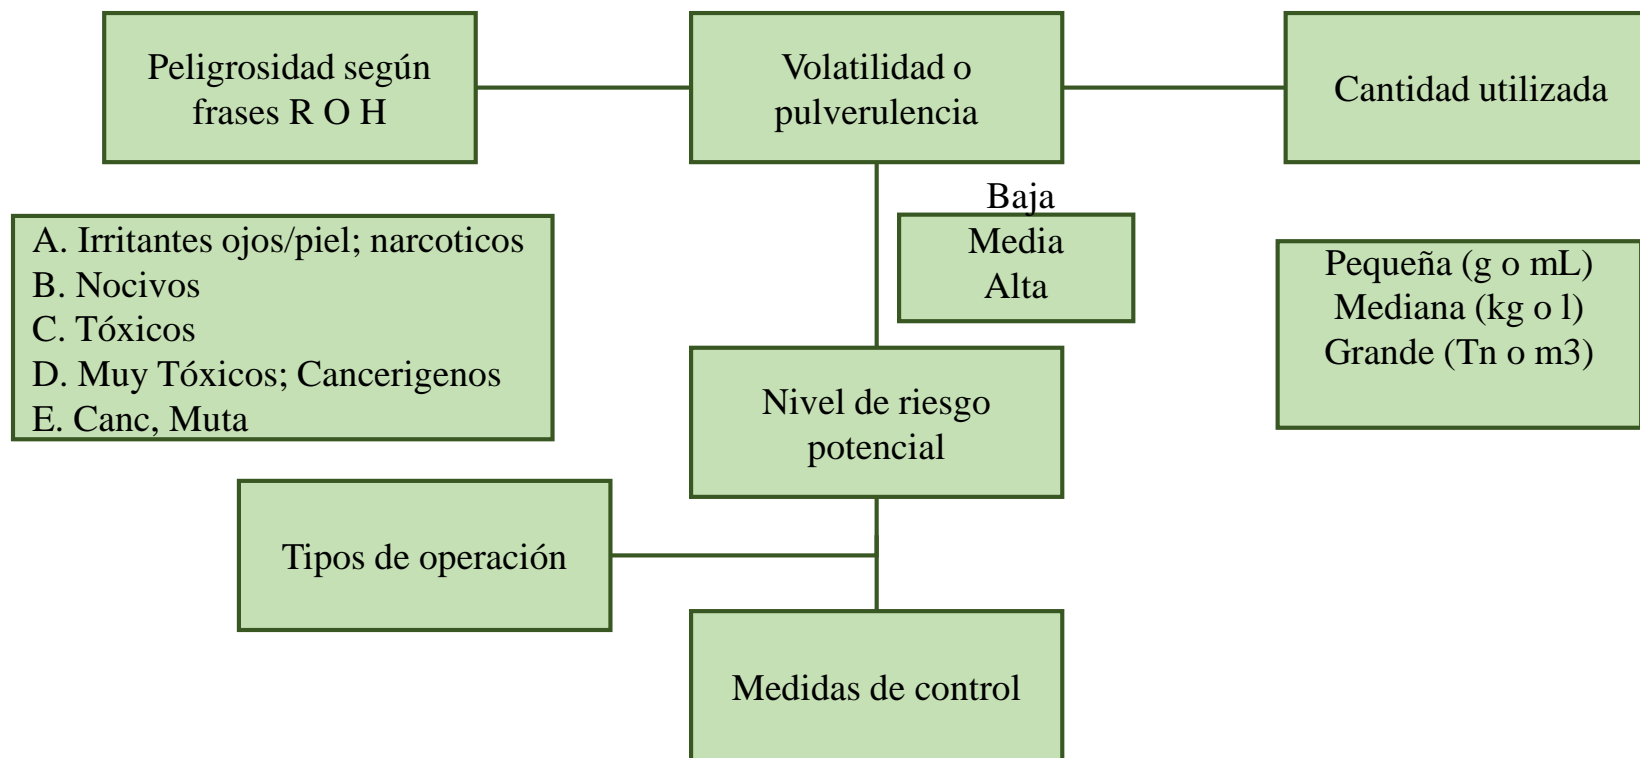 Peligrosidad según
frases R O H
Volatilidad o
pulverulencia
Cantidad utilizada
A. Irritantes ojos/piel; narcoticos
B. Nocivos
C. Tóxicos
D. Muy Tóxicos; Cancerigenos
E. Canc, Muta
Baja
Media
Alta
Pequeña (g o mL)
Mediana (kg o l)
Grande (Tn o m3)
Nivel de riesgo
potencial
Tipos de operación
Medidas de control